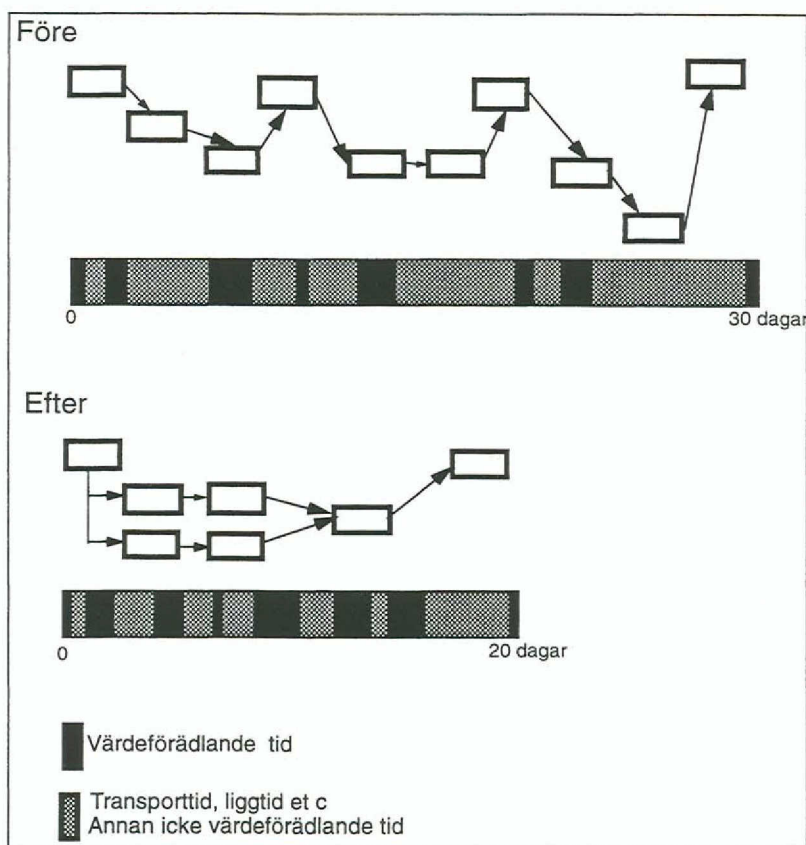 Före
0
30 dagar
Efter
0
20 dagar
Värdeförädlande tid
Transporttid, liggtid et c
Annan icke värdeförädlande tid